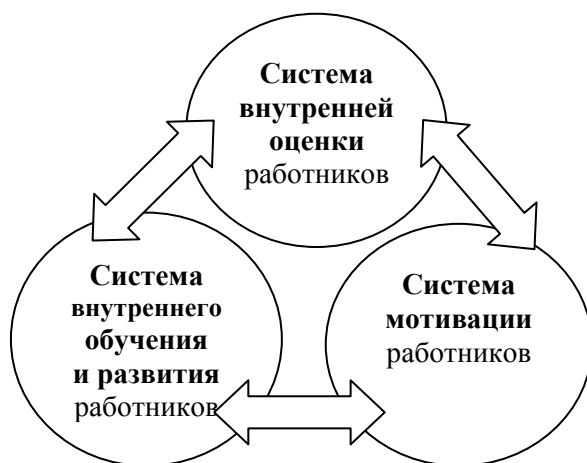 Система
внутренней
оценки
работников
Система
внутреннего
обучения
и развития
работников
Система
мотивации
работников